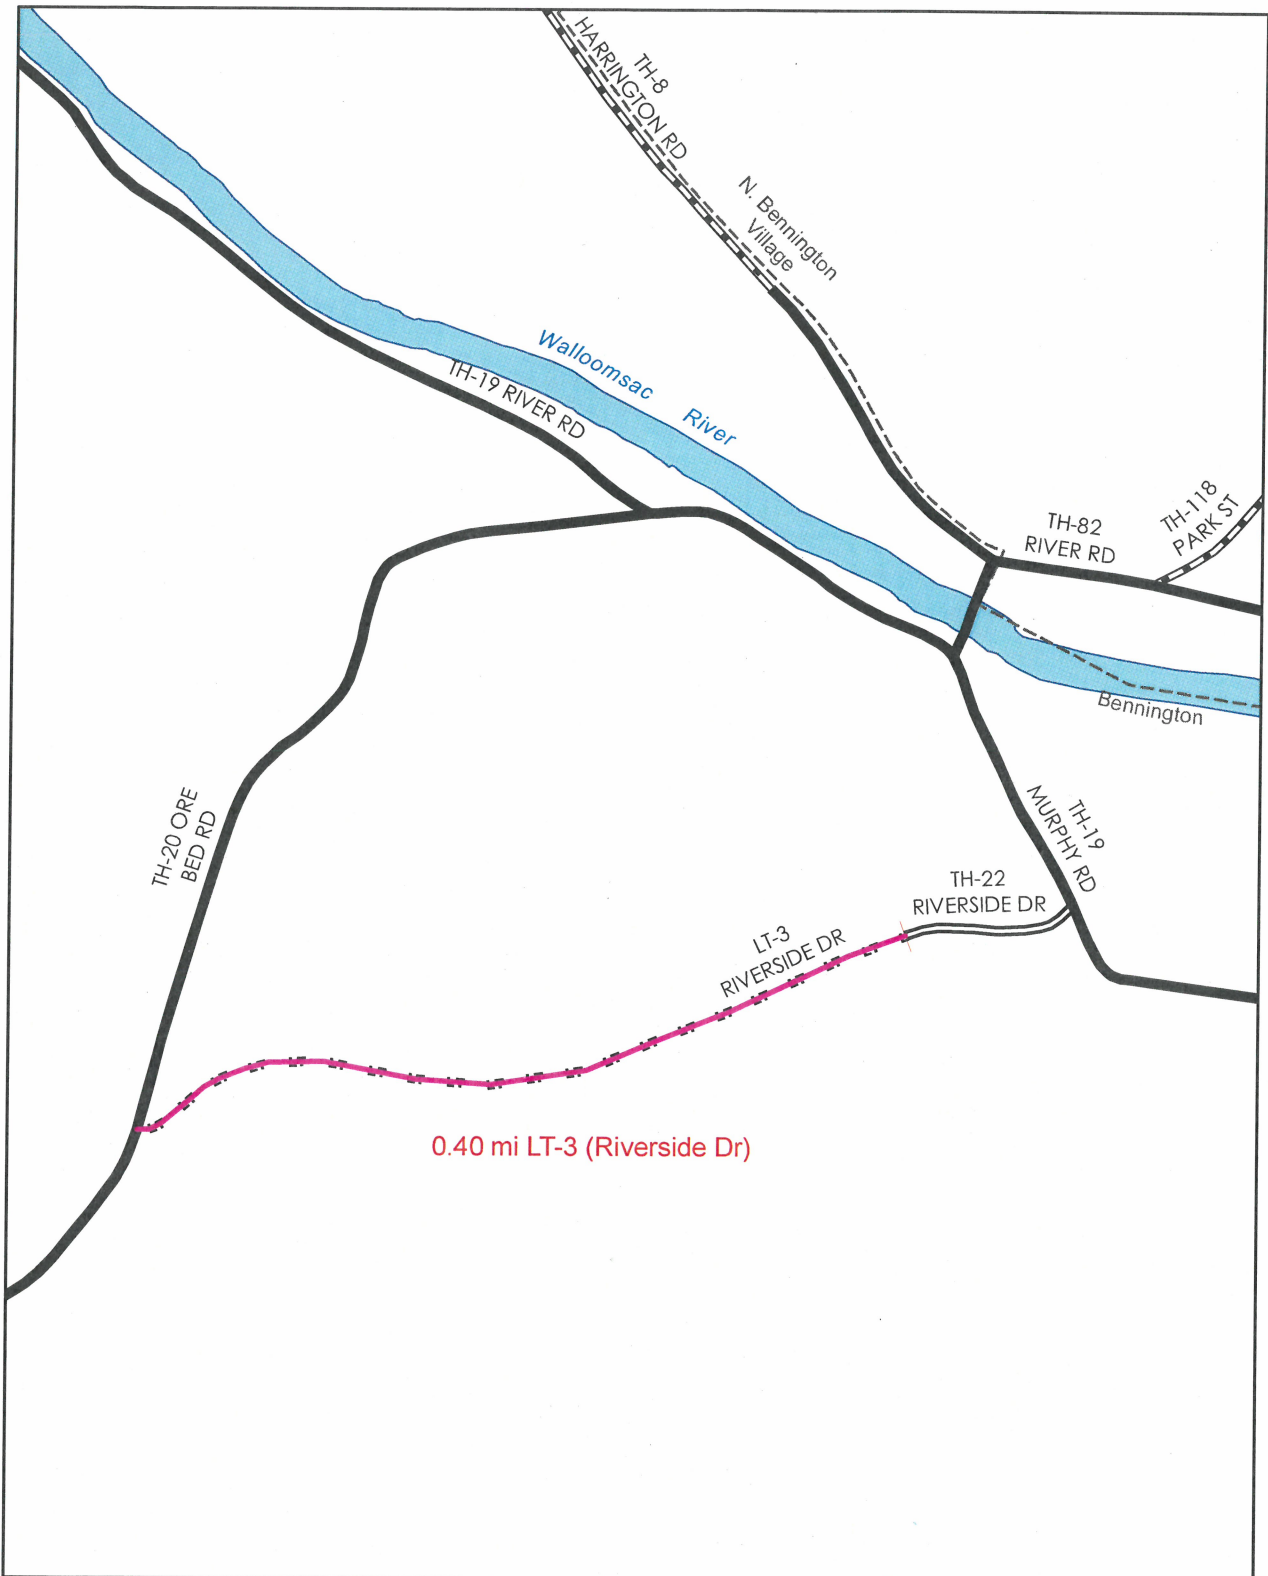 TH-8
HARRINGTON RD
N. Bennington
Village
Walloomsac River
TH-19 RIVER RD
TH-82
RIVER RD
TH-118
PARK ST
Bennington
TH-20 ORE
BED RD
TH-19
MURPHY RD
TH-22
RIVERSIDE DR
LT-3
RIVERSIDE DR
0.40 mi LT-3 (Riverside Dr)